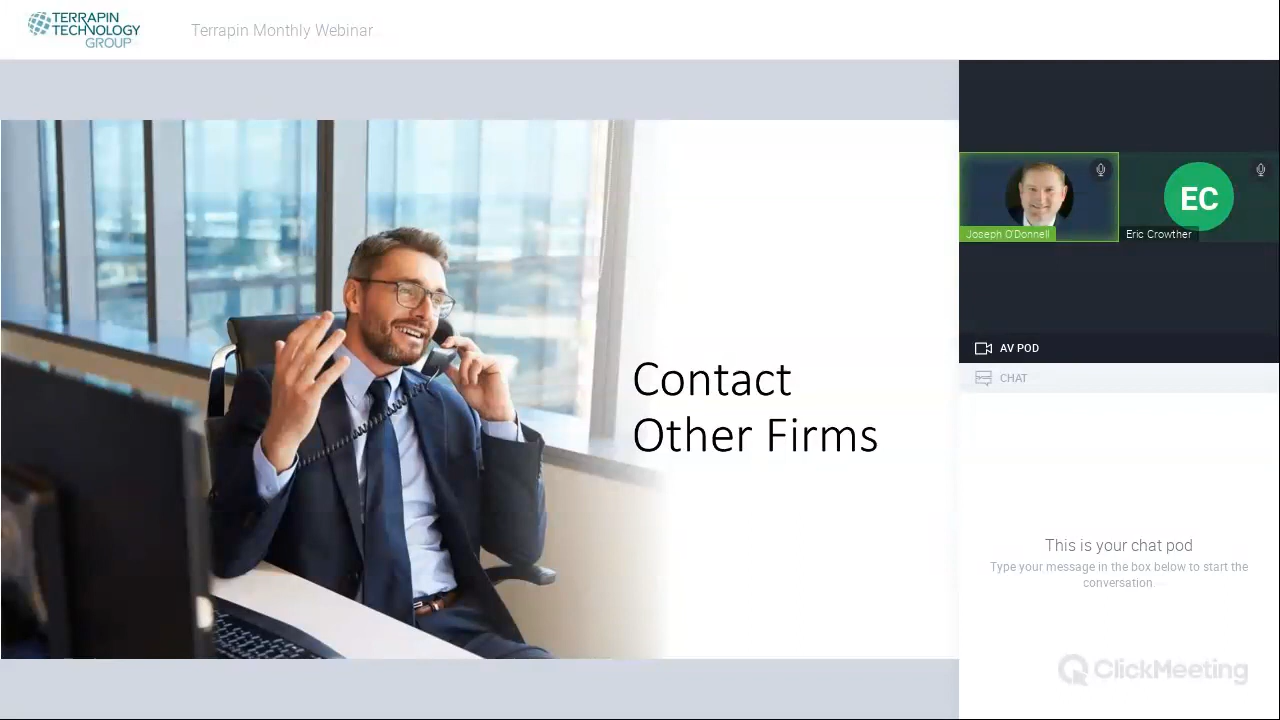 TERRAPIN
TECHNOLOGY
GROUP
Terrapin Monthly Webinar
Contact
Other Firms
EC
Joseph O'Donnell
Eric Crowther
AV POD
CHAT
This is your chat pod
Type your message in the box below to start the
conversation
ClickMeeting